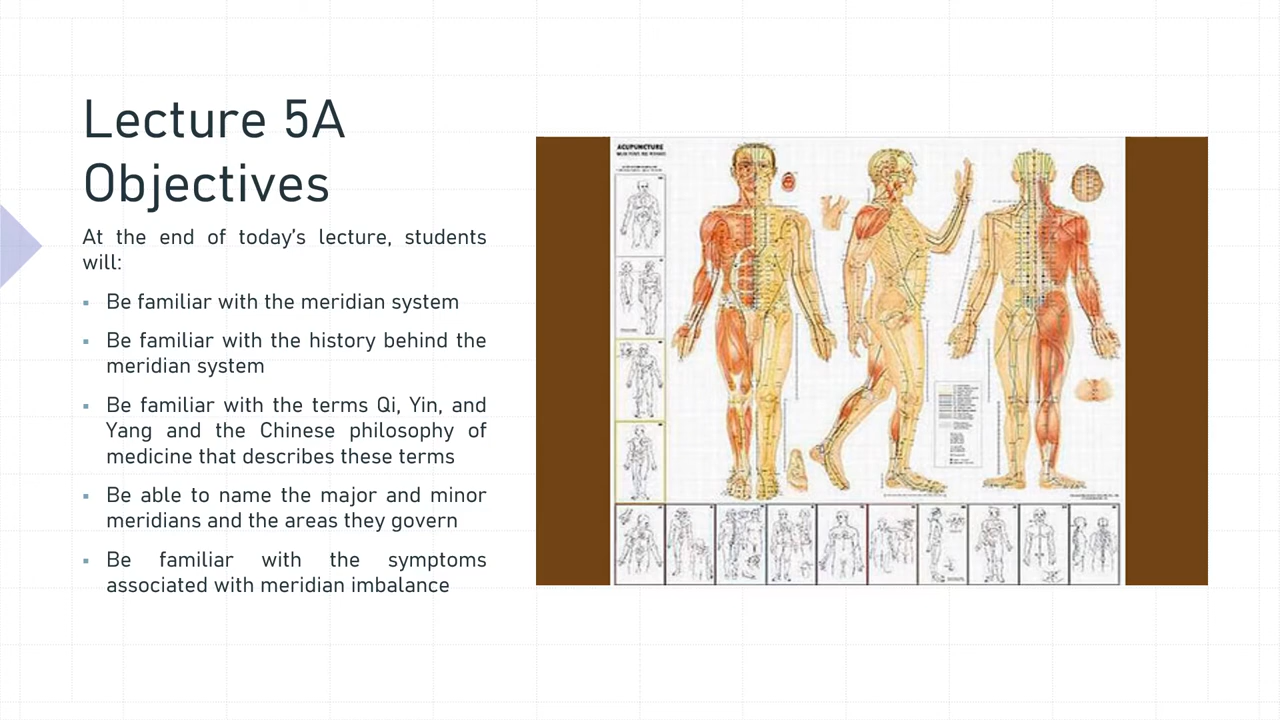 Lecture 5A
Objectives
At the end of today's lecture, students
will:
▪ Be familiar with the meridian system
▪ Be familiar with the history behind the
meridian system
▪ Be familiar with the terms Qi, Yin, and
Yang and the Chinese philosophy of
medicine that describes these terms
▪ Be able to name the major and minor
meridians and the areas they govern
▪ Be familiar with the symptoms
associated with meridian imbalance
ACUPUNCTURE